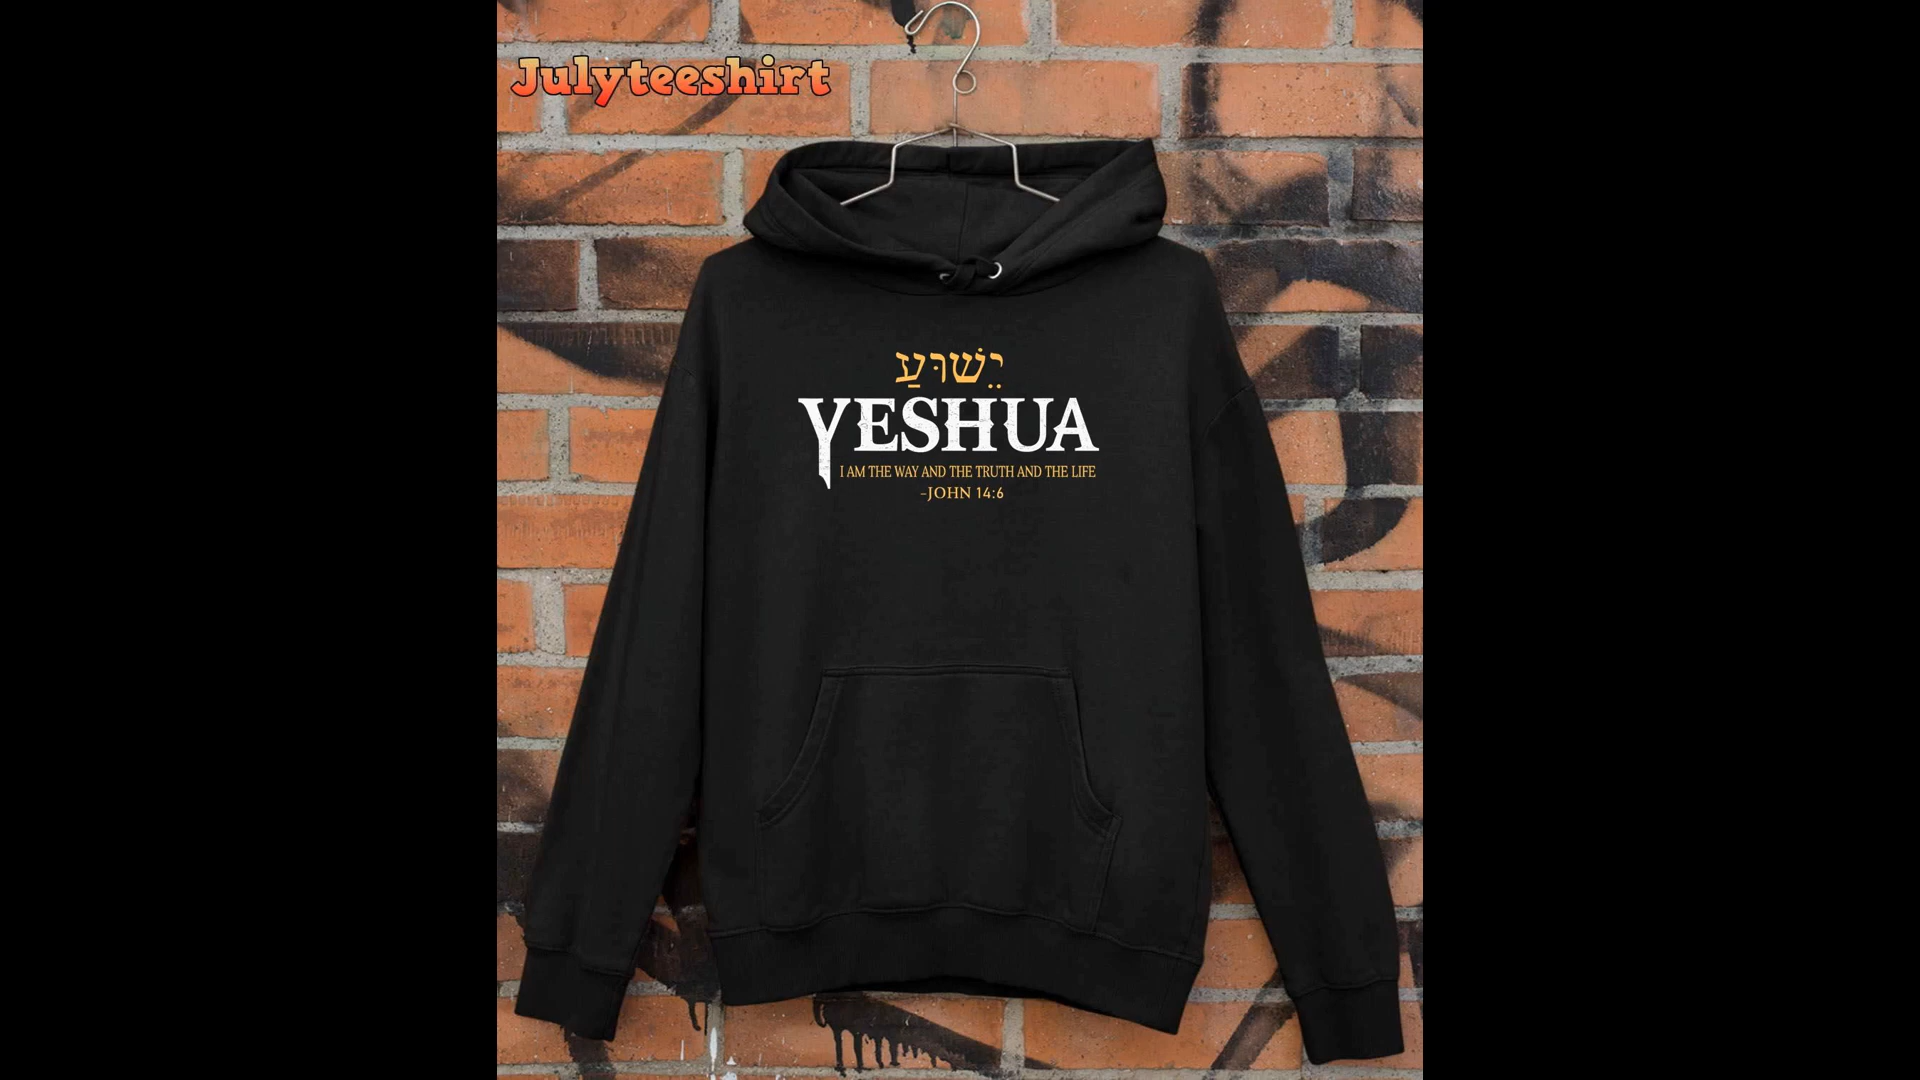 Julyteeshirt
יֵשׁוּעַ
YESHUA
I AM THE WAY AND THE TRUTH AND THE LIFE
-JOHN 14:6